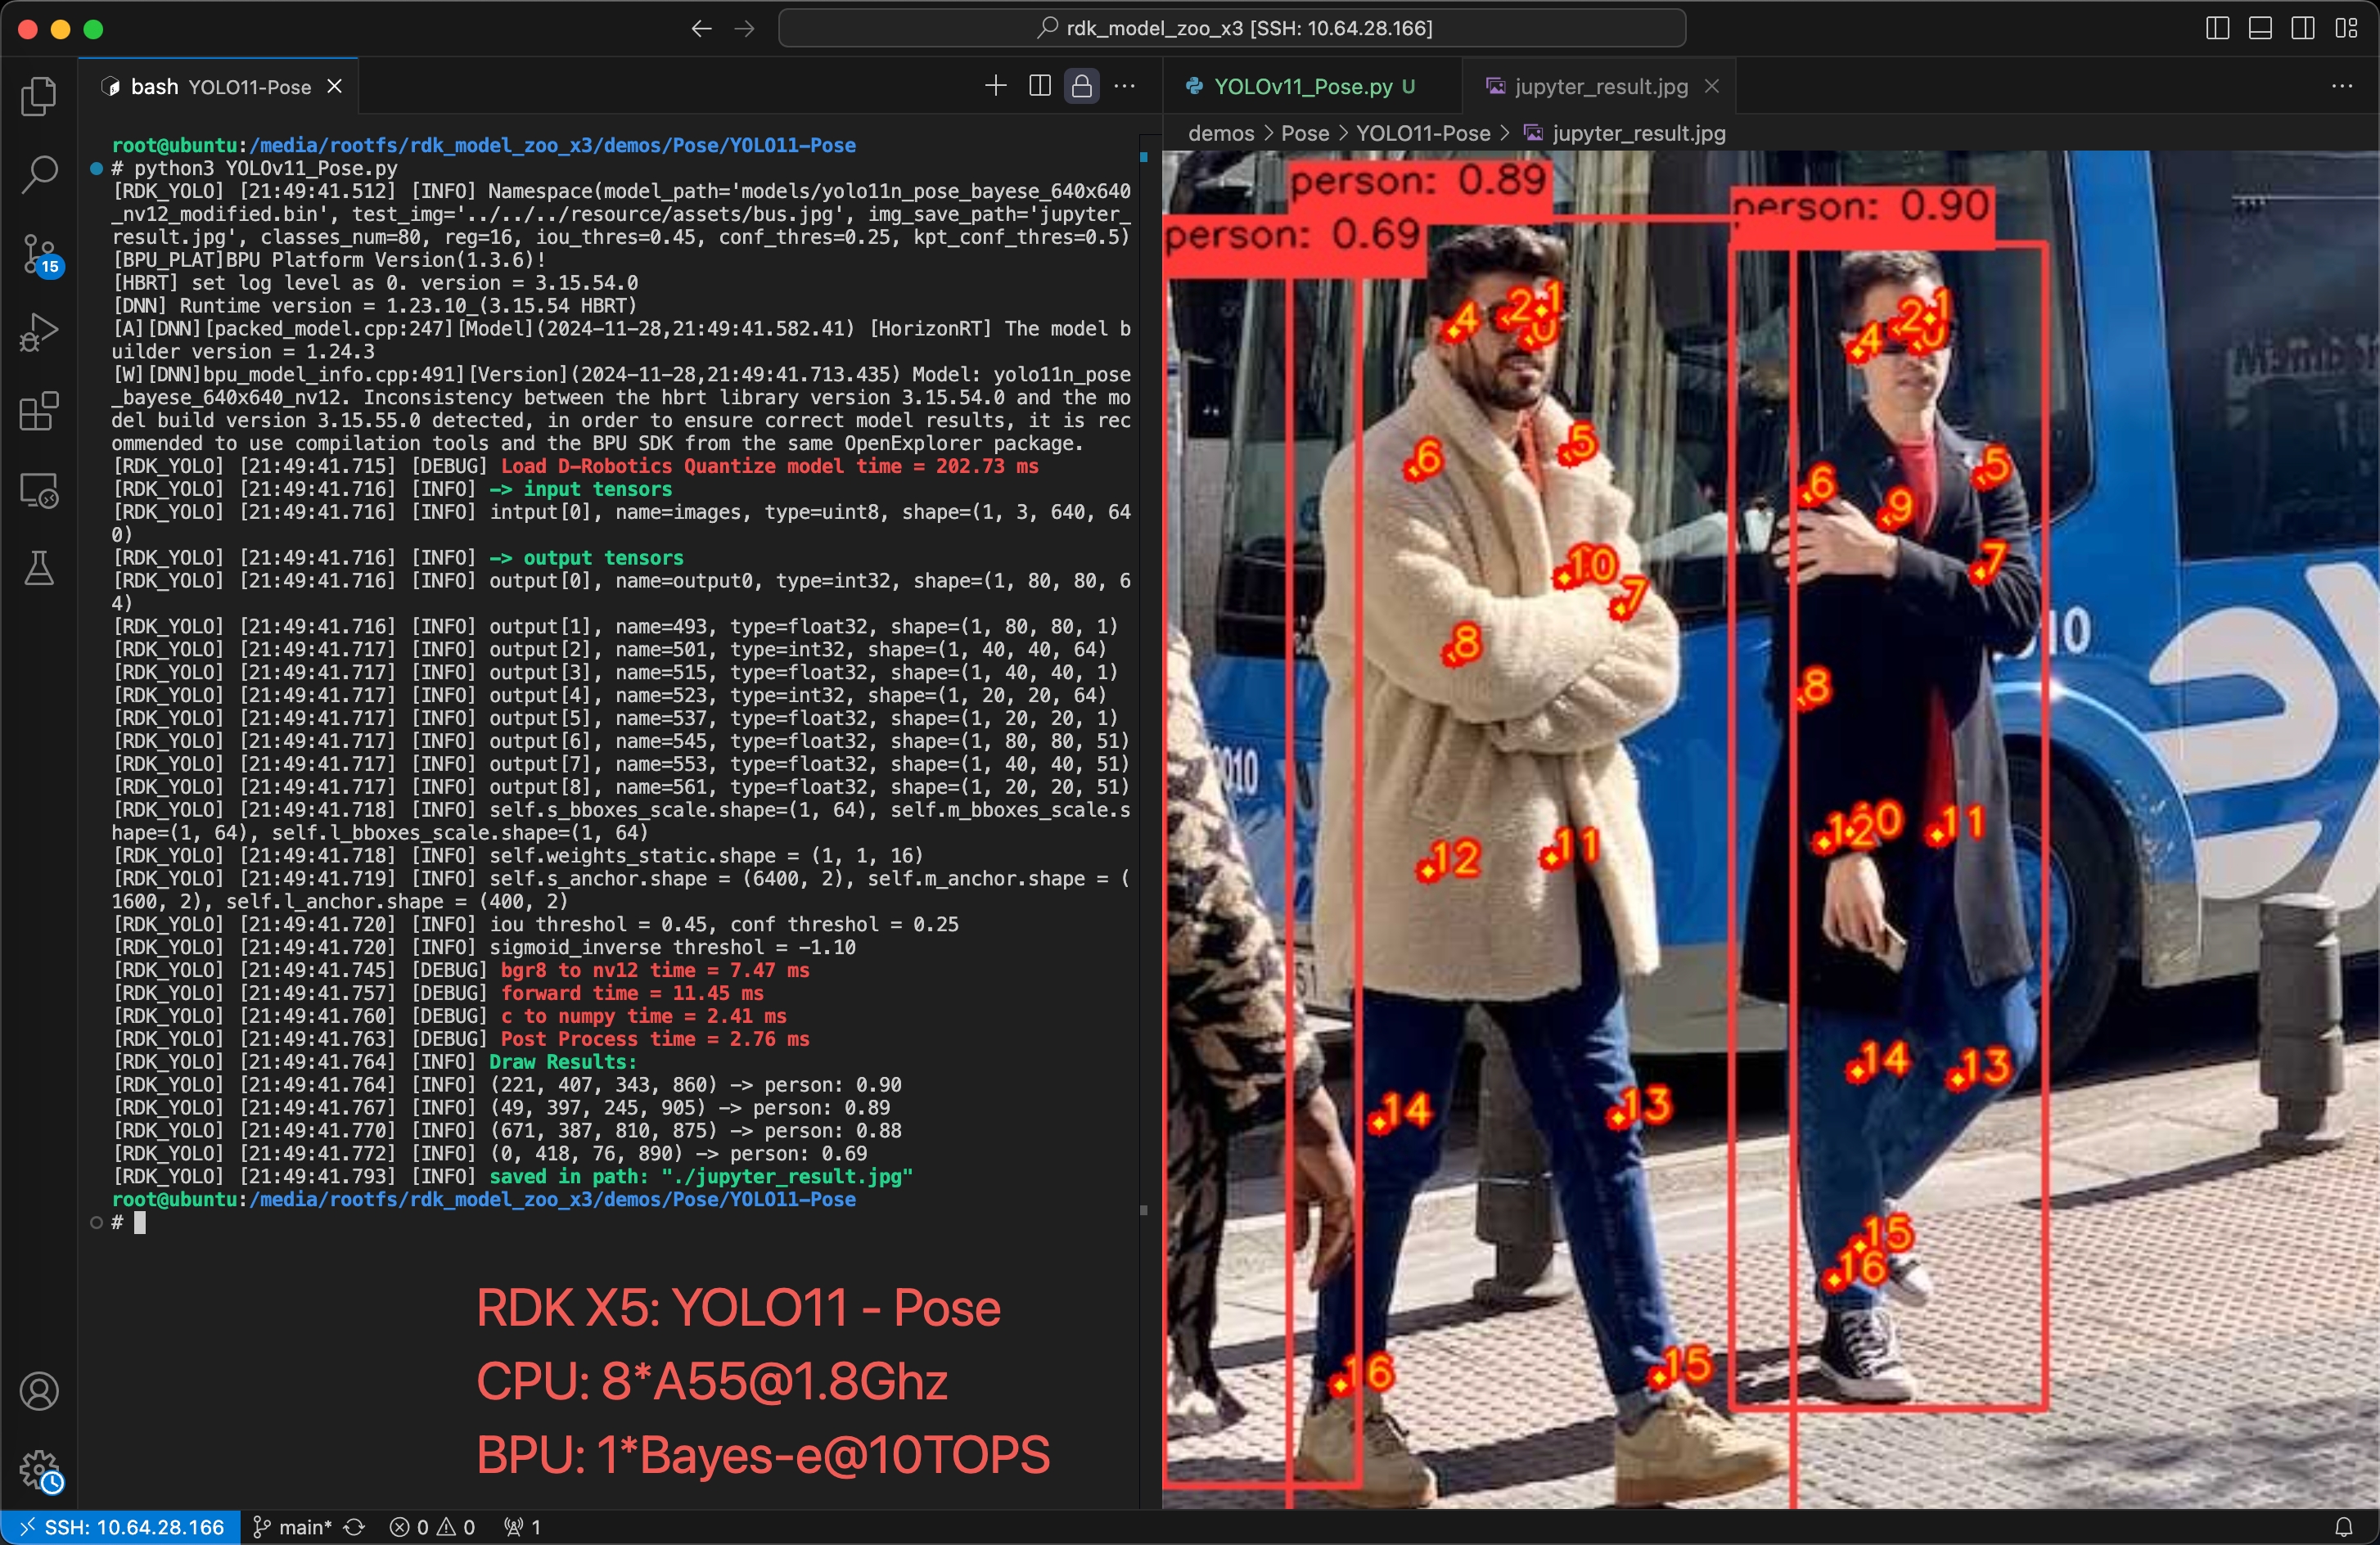 rdk_model_zoo_x3 [SSH: 10.64.28.166]
bash YOLO11-Pose
YOLOv11_Pose.py U
jupyter_result.jpg
demos > Pose > YOLO11-Pose > jupyter_result.jpg
15
root@ubuntu:/media/rootfs/rdk_model_zoo_x3/demos/Pose/YOLO11-Pose
# python3 YOLOv11_Pose.py
[RDK_YOLO] [21:49:41.512] [INFO] Namespace(model_path='models/yolo11n_pose_bayese_640x640
_nv12_modified.bin', test_img='../../../resource/assets/bus.jpg', img_save_path='jupyter_
result.jpg', classes_num=80, reg=16, iou_thres=0.45, conf_thres=0.25, kpt_conf_thres=0.5)
[BPU_PLAT]BPU Platform Version(1.3.6)!
[HBRT] set log level as 0. version = 3.15.54.0
[DNN] Runtime version = 1.23.10_(3.15.54 HBRT)
[A][DNN][packed_model.cpp:247][Model](2024-11-28,21:49:41.582.41) [HorizonRT] The model b
uilder version = 1.24.3
[W][DNN]bpu_model_info.cpp:491][Version](2024-11-28,21:49:41.713.435) Model: yolo11n_pose
_bayese_640x640_nv12. Inconsistency between the hbrt library version 3.15.54.0 and the mo
del build version 3.15.55.0 detected, in order to ensure correct model results, it is rec
ommended to use compilation tools and the BPU SDK from the same OpenExplorer package.
[RDK_YOLO] [21:49:41.715] [DEBUG] Load D-Robotics Quantize model time = 202.73 ms
[RDK_YOLO] [21:49:41.716] [INFO] -> input tensors
[RDK_YOLO] [21:49:41.716] [INFO] intput[0], name=images, type=uint8, shape=(1, 3, 640, 64
0)
[RDK_YOLO] [21:49:41.716] [INFO] -> output tensors
[RDK_YOLO] [21:49:41.716] [INFO] output[0], name=output0, type=int32, shape=(1, 80, 80, 6
4)
[RDK_YOLO] [21:49:41.716] [INFO] output[1], name=493, type=float32, shape=(1, 80, 80, 1)
[RDK_YOLO] [21:49:41.717] [INFO] output[2], name=501, type=int32, shape=(1, 40, 40, 64)
[RDK_YOLO] [21:49:41.717] [INFO] output[3], name=515, type=float32, shape=(1, 40, 40, 1)
[RDK_YOLO] [21:49:41.717] [INFO] output[4], name=523, type=int32, shape=(1, 20, 20, 64)
[RDK_YOLO] [21:49:41.717] [INFO] output[5], name=537, type=float32, shape=(1, 20, 20, 1)
[RDK_YOLO] [21:49:41.717] [INFO] output[6], name=545, type=float32, shape=(1, 80, 80, 51)
[RDK_YOLO] [21:49:41.717] [INFO] output[7], name=553, type=float32, shape=(1, 40, 40, 51)
[RDK_YOLO] [21:49:41.717] [INFO] output[8], name=561, type=float32, shape=(1, 20, 20, 51)
[RDK_YOLO] [21:49:41.718] [INFO] self.s_bboxes_scale.shape=(1, 64), self.m_bboxes_scale.s
hape=(1, 64), self.l_bboxes_scale.shape=(1, 64)
[RDK_YOLO] [21:49:41.718] [INFO] self.weights_static.shape = (1, 1, 16)
[RDK_YOLO] [21:49:41.719] [INFO] self.s_anchor.shape = (6400, 2), self.m_anchor.shape = (
1600, 2), self.l_anchor.shape = (400, 2)
[RDK_YOLO] [21:49:41.720] [INFO] iou threshol = 0.45, conf threshol = 0.25
[RDK_YOLO] [21:49:41.720] [INFO] sigmoid_inverse threshol = -1.10
[RDK_YOLO] [21:49:41.745] [DEBUG] bgr8 to nv12 time = 7.47 ms
[RDK_YOLO] [21:49:41.757] [DEBUG] forward time = 11.45 ms
[RDK_YOLO] [21:49:41.760] [DEBUG] c to numpy time = 2.41 ms
[RDK_YOLO] [21:49:41.763] [DEBUG] Post Process time = 2.76 ms
[RDK_YOLO] [21:49:41.764] [INFO] Draw Results:
[RDK_YOLO] [21:49:41.764] [INFO] (221, 407, 343, 860) -> person: 0.90
[RDK_YOLO] [21:49:41.767] [INFO] (49, 397, 245, 905) -> person: 0.89
[RDK_YOLO] [21:49:41.770] [INFO] (671, 387, 810, 875) -> person: 0.88
[RDK_YOLO] [21:49:41.772] [INFO] (0, 418, 76, 890) -> person: 0.69
[RDK_YOLO] [21:49:41.793] [INFO] saved in path: "./jupyter_result.jpg"
root@ubuntu:/media/rootfs/rdk_model_zoo_x3/demos/Pose/YOLO11-Pose
#
RDK X5: YOLO11 - Pose
CPU: 8*A55@1.8Ghz
BPU: 1*Bayes-e@10TOPS
person: 0.89
person: 0.90
person: 0.69
4 2 1
0
4 2 1
0
6 5
6 9 5
10
7
7
8
8
12 11
12 11
14 13
14 13
15
16
16 15
SSH: 10.64.28.166 main* 0 0 1